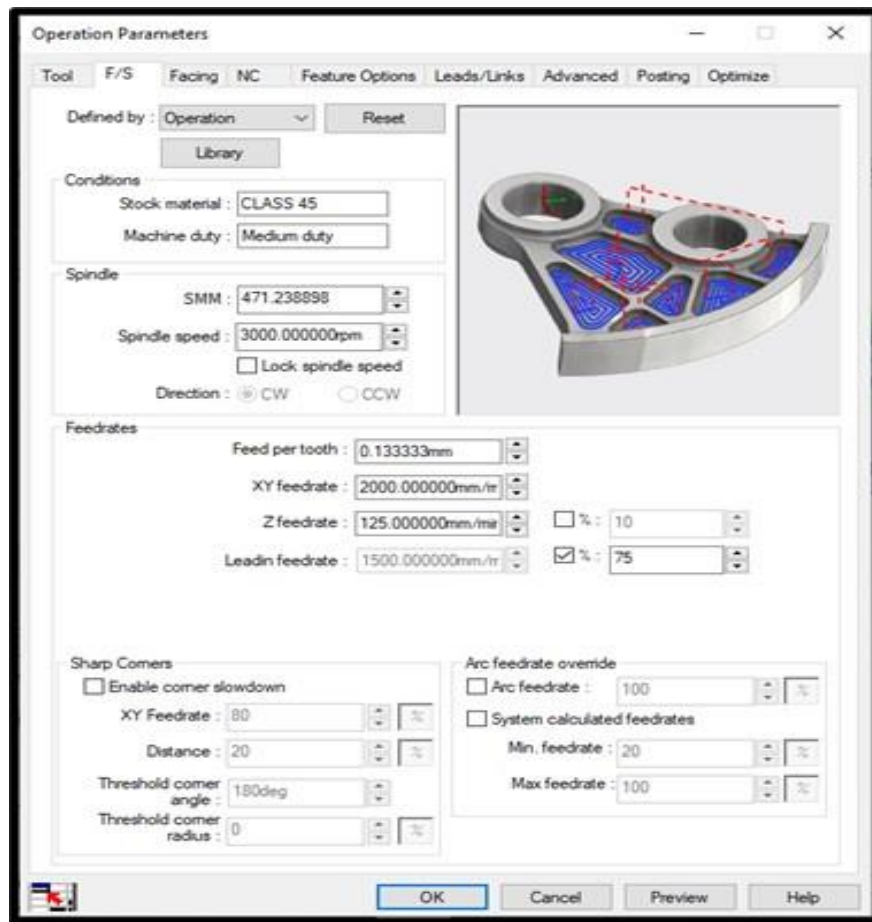 Operation Parameters
Tool F/S Facing NC Feature Options Leads/Links Advanced Posting Optimize
Defined by : Operation Reset
Library
Conditions
Stock material : CLASS 45
Machine duty : Medium duty
Spindle
SMM : 471.238898
Spindle speed : 3000.000000rpm
Lock spindle speed
Direction : CW CCW
Feedrates
Feed per tooth : 0.133333mm
XY feedrate : 2000.000000mm/m
Z feedrate : 125.000000mm/min % : 10
Leadin feedrate : 1500.000000mm/m % : 75
Sharp Corners
Enable corner slowdown
XY Feedrate : 80 %
Distance : 20 %
Threshold corner
angle : 180deg
Threshold corner
radius : 0 %
Arc feedrate override
Arc feedrate : 100 %
System calculated feedrates
Min. feedrate : 20 %
Max feedrate : 100 %
OK Cancel Preview Help